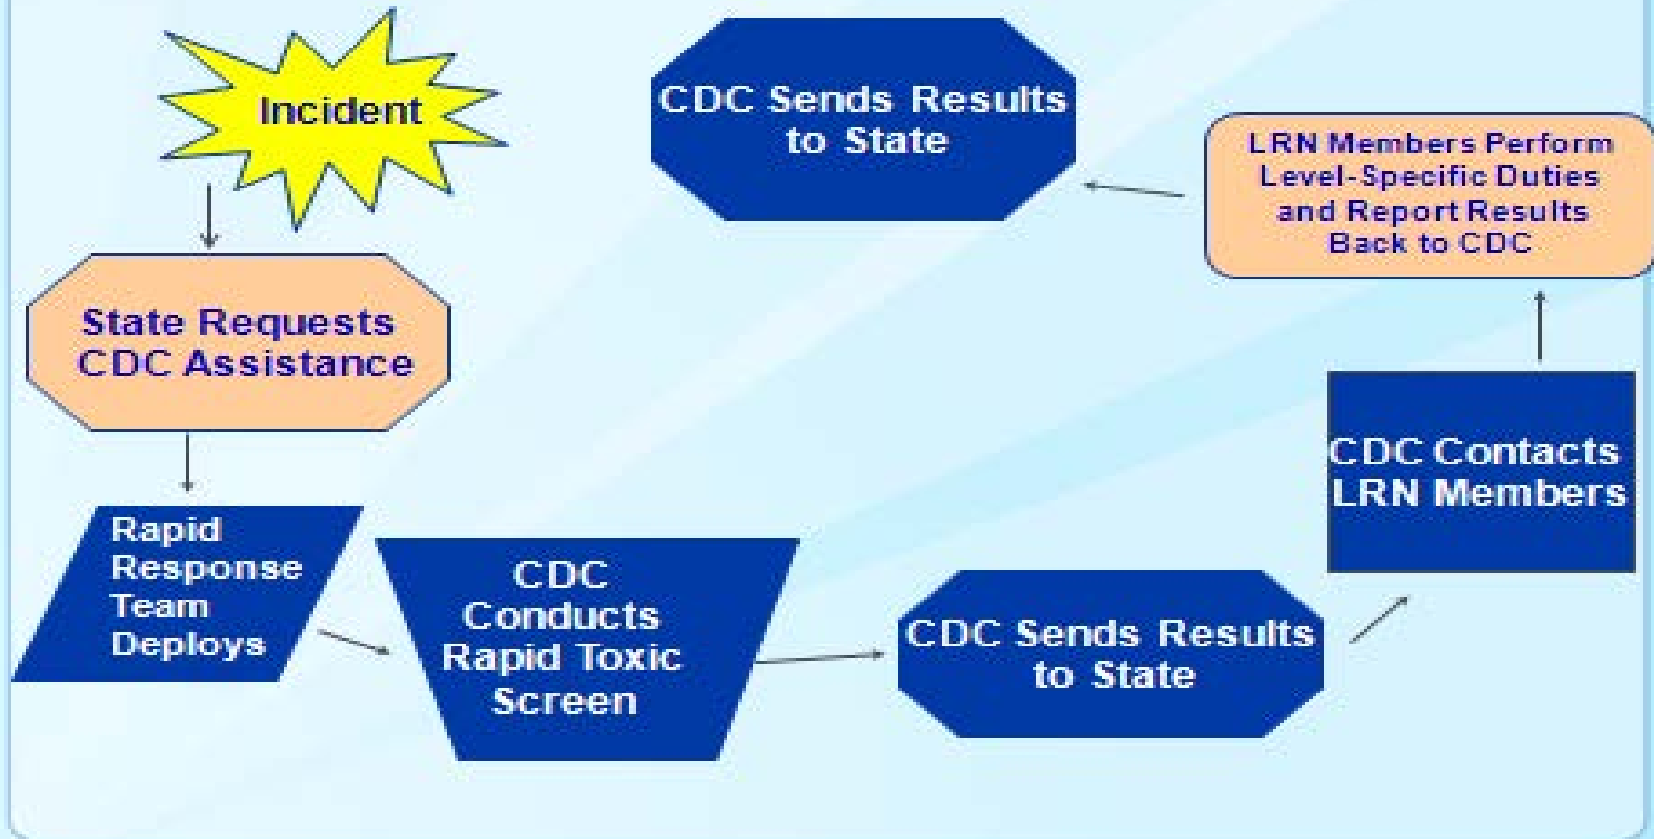 Incident
State Requests
CDC Assistance
Rapid
Response
Team
Deploys
CDC
Conducts
Rapid Toxic
Screen
CDC Sends Results
to State
CDC Contacts
LRN Members
LRN Members Perform
Level-Specific Duties
and Report Results
Back to CDC
CDC Sends Results
to State